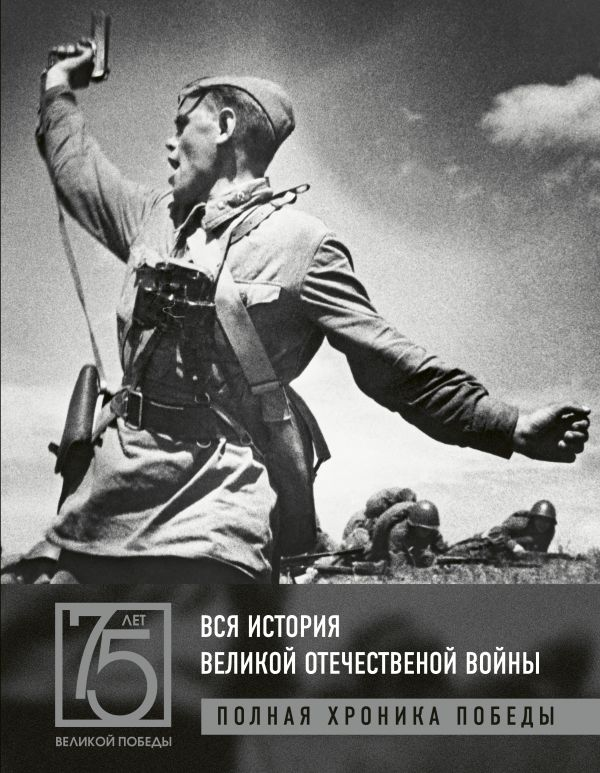 75
ЛЕТ
ВЕЛИКОЙ ПОБЕДЫ
ВСЯ ИСТОРИЯ
ВЕЛИКОЙ ОТЕЧЕСТВЕНОЙ ВОЙНЫ
ПОЛНАЯ ХРОНИКА ПОБЕДЫ